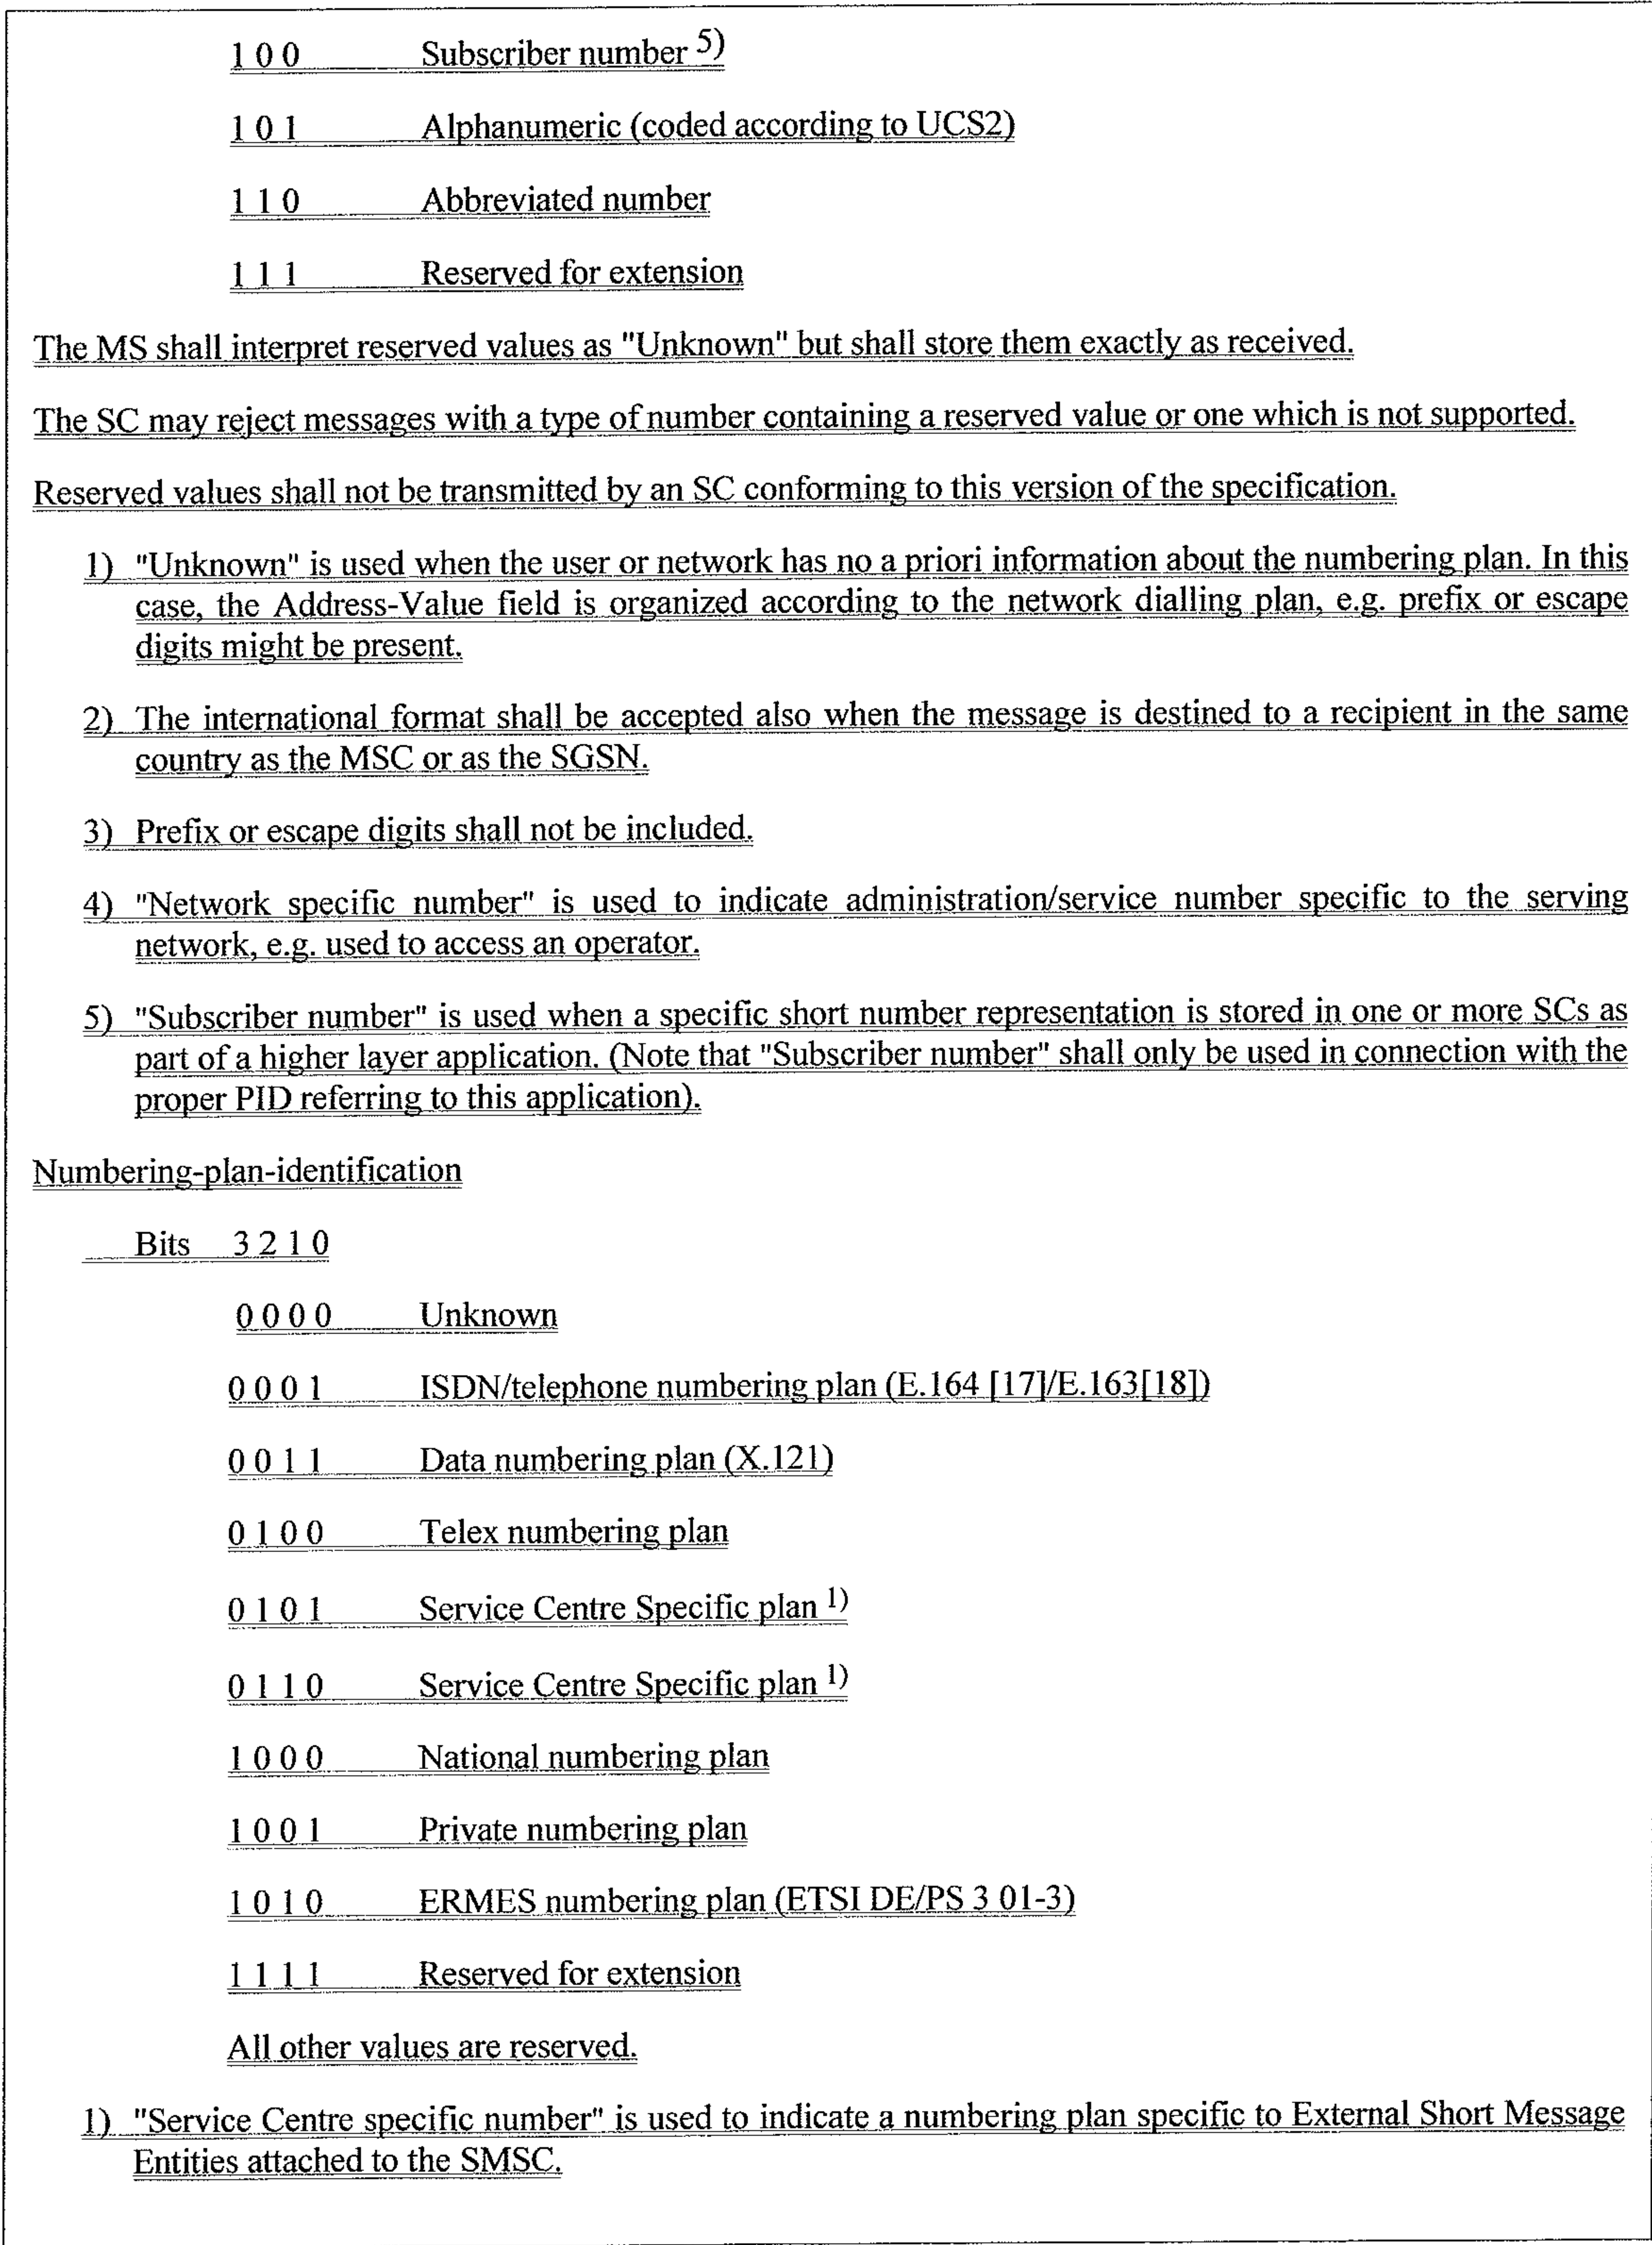 1 0 0 Subscriber number 5)
1 0 1 Alphanumeric (coded according to UCS2)
1 1 0 Abbreviated number
1 1 1 Reserved for extension
The MS shall interpret reserved values as "Unknown" but shall store them exactly as received.
The SC may reject messages with a type of number containing a reserved value or one which is not supported.
Reserved values shall not be transmitted by an SC conforming to this version of the specification.
1) "Unknown" is used when the user or network has no a priori information about the numbering plan. In this
case, the Address-Value field is organized according to the network dialling plan, e.g. prefix or escape
digits might be present.
2) The international format shall be accepted also when the message is destined to a recipient in the same
country as the MSC or as the SGSN.
3) Prefix or escape digits shall not be included.
4) "Network specific number" is used to indicate administration/service number specific to the serving
network, e.g. used to access an operator.
5) "Subscriber number" is used when a specific short number representation is stored in one or more SCs as
part of a higher layer application. (Note that "Subscriber number" shall only be used in connection with the
proper PID referring to this application).
Numbering-plan-identification
Bits 3 2 1 0
0 0 0 0 Unknown
0 0 0 1 ISDN/telephone numbering plan (E.164 [17]/E.163[18])
0 0 1 1 Data numbering plan (X.121)
0 1 0 0 Telex numbering plan
0 1 0 1 Service Centre Specific plan 1)
0 1 1 0 Service Centre Specific plan 1)
1 0 0 0 National numbering plan
1 0 0 1 Private numbering plan
1 0 1 0 ERMES numbering plan (ETSI DE/PS 3 01-3)
1 1 1 1 Reserved for extension
All other values are reserved.
1) "Service Centre specific number" is used to indicate a numbering plan specific to External Short Message
Entities attached to the SMSC.